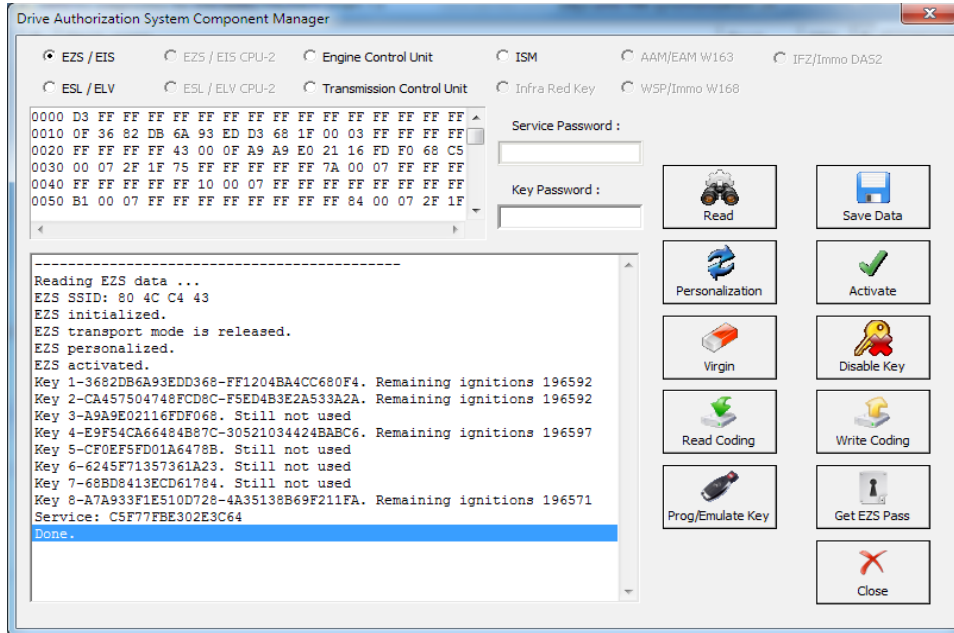 Drive Authorization System Component Manager
EZS / EIS
EZS / EIS CPU-2
Engine Control Unit
ISM
AAM/EAM W163
IFZ/Immo DAS2
ESL / ELV
ESL / ELV CPU-2
Transmission Control Unit
Infra Red Key
WSP/Immo W168
0000 D3 FF FF FF FF FF FF FF FF FF FF FF FF FF FF FF
0010 0F 36 82 DB 6A 93 ED D3 68 1F 00 03 FF FF FF FF
0020 FF FF FF FF 43 00 0F A9 A9 E0 21 16 FD F0 68 C5
0030 00 07 2F 1F 75 FF FF FF FF FF 7A 00 07 FF FF FF
0040 FF FF FF FF FF 10 00 07 FF FF FF FF FF FF FF FF
0050 B1 00 07 FF FF FF FF FF FF FF FF 84 00 07 2F 1F
Service Password :
Key Password :
Read
Save Data
Personalization
Activate
Virgin
Disable Key
Read Coding
Write Coding
Prog/Emulate Key
Get EZS Pass
Close
--------------------------------------------
Reading EZS data ...
EZS SSID: 80 4C C4 43
EZS initialized.
EZS transport mode is released.
EZS personalized.
EZS activated.
Key 1-3682DB6A93EDD368-FF1204BA4CC680F4. Remaining ignitions 196592
Key 2-CA457504748FCD8C-F5ED4B3E2A533A2A. Remaining ignitions 196592
Key 3-A9A9E02116FDF068. Still not used
Key 4-E9F54CA66484B87C-30521034424BABC6. Remaining ignitions 196597
Key 5-CF0EF5FD01A6478B. Still not used
Key 6-6245F71357361A23. Still not used
Key 7-68BD8413ECD61784. Still not used
Key 8-A7A933F1E510D728-4A35138B69F211FA. Remaining ignitions 196571
Service: C5F77FBE302E3C64
Done.